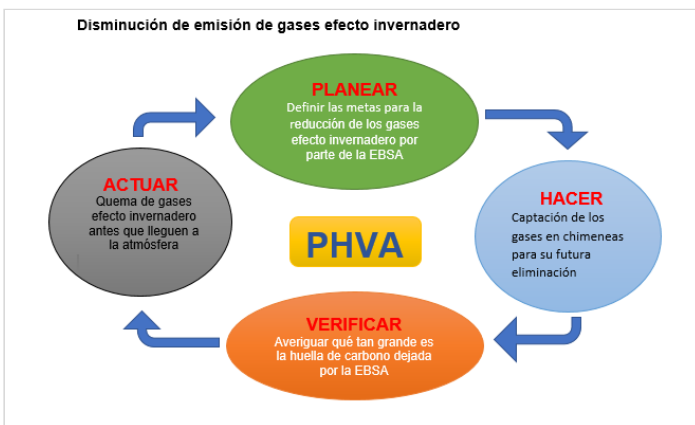 Disminución de emisión de gases efecto invernadero
PLANEAR
Definir las metas para la
reducción de los gases
efecto invernadero por
parte de la EBSA
HACER
Captación de los
gases en chimeneas
para su futura
eliminación
VERIFICAR
Averiguar qué tan grande es
la huella de carbono dejada
por la EBSA
ACTUAR
Quema de gases
efecto invernadero
antes que lleguen a
la atmósfera
PHVA